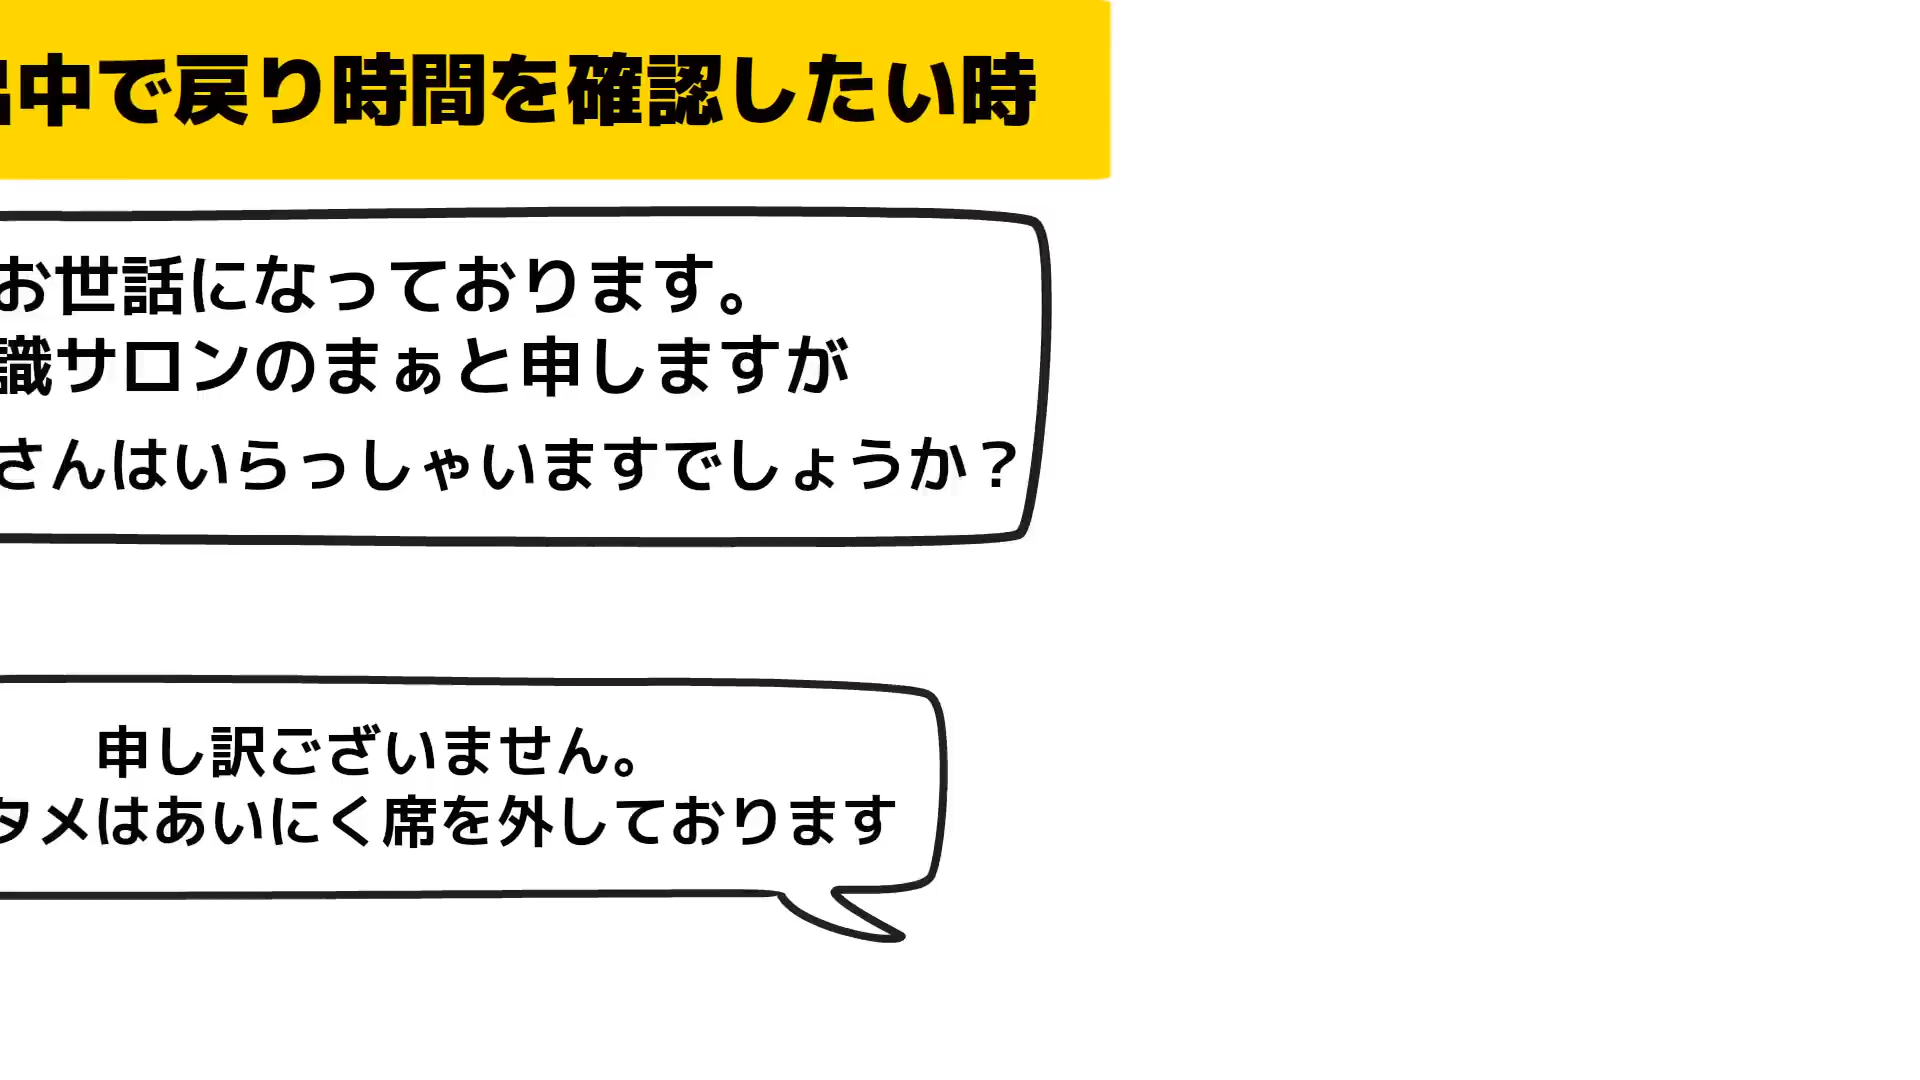 中で戻り時間を確認したい時
お世話になっております。
識サロンのまぁと申しますが
さんはいらっしゃいますでしょうか？
申し訳ございません。
タメはあいにく席を外しております